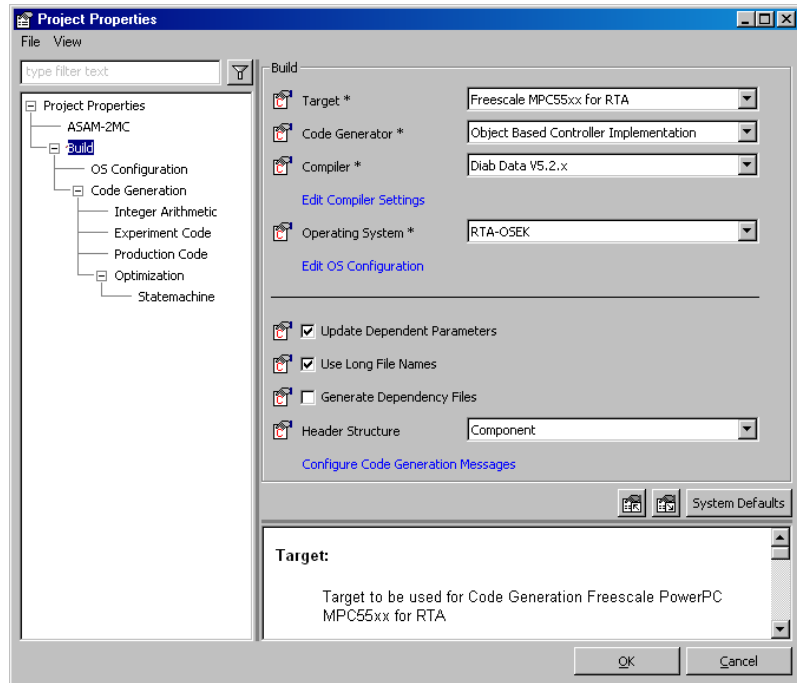 Project Properties
File View
type filter text
Project Properties
ASAM-2MC
Build
OS Configuration
Code Generation
Integer Arithmetic
Experiment Code
Production Code
Optimization
Statemachine
Build
Target * Freescale MPC55xx for RTA
Code Generator * Object Based Controller Implementation
Compiler * Diab Data V5.2.x
Edit Compiler Settings
Operating System * RTA-OSEK
Edit OS Configuration
Update Dependent Parameters
Use Long File Names
Generate Dependency Files
Header Structure Component
Configure Code Generation Messages
System Defaults
Target:
Target to be used for Code Generation Freescale PowerPC
MPC55xx for RTA
OK Cancel